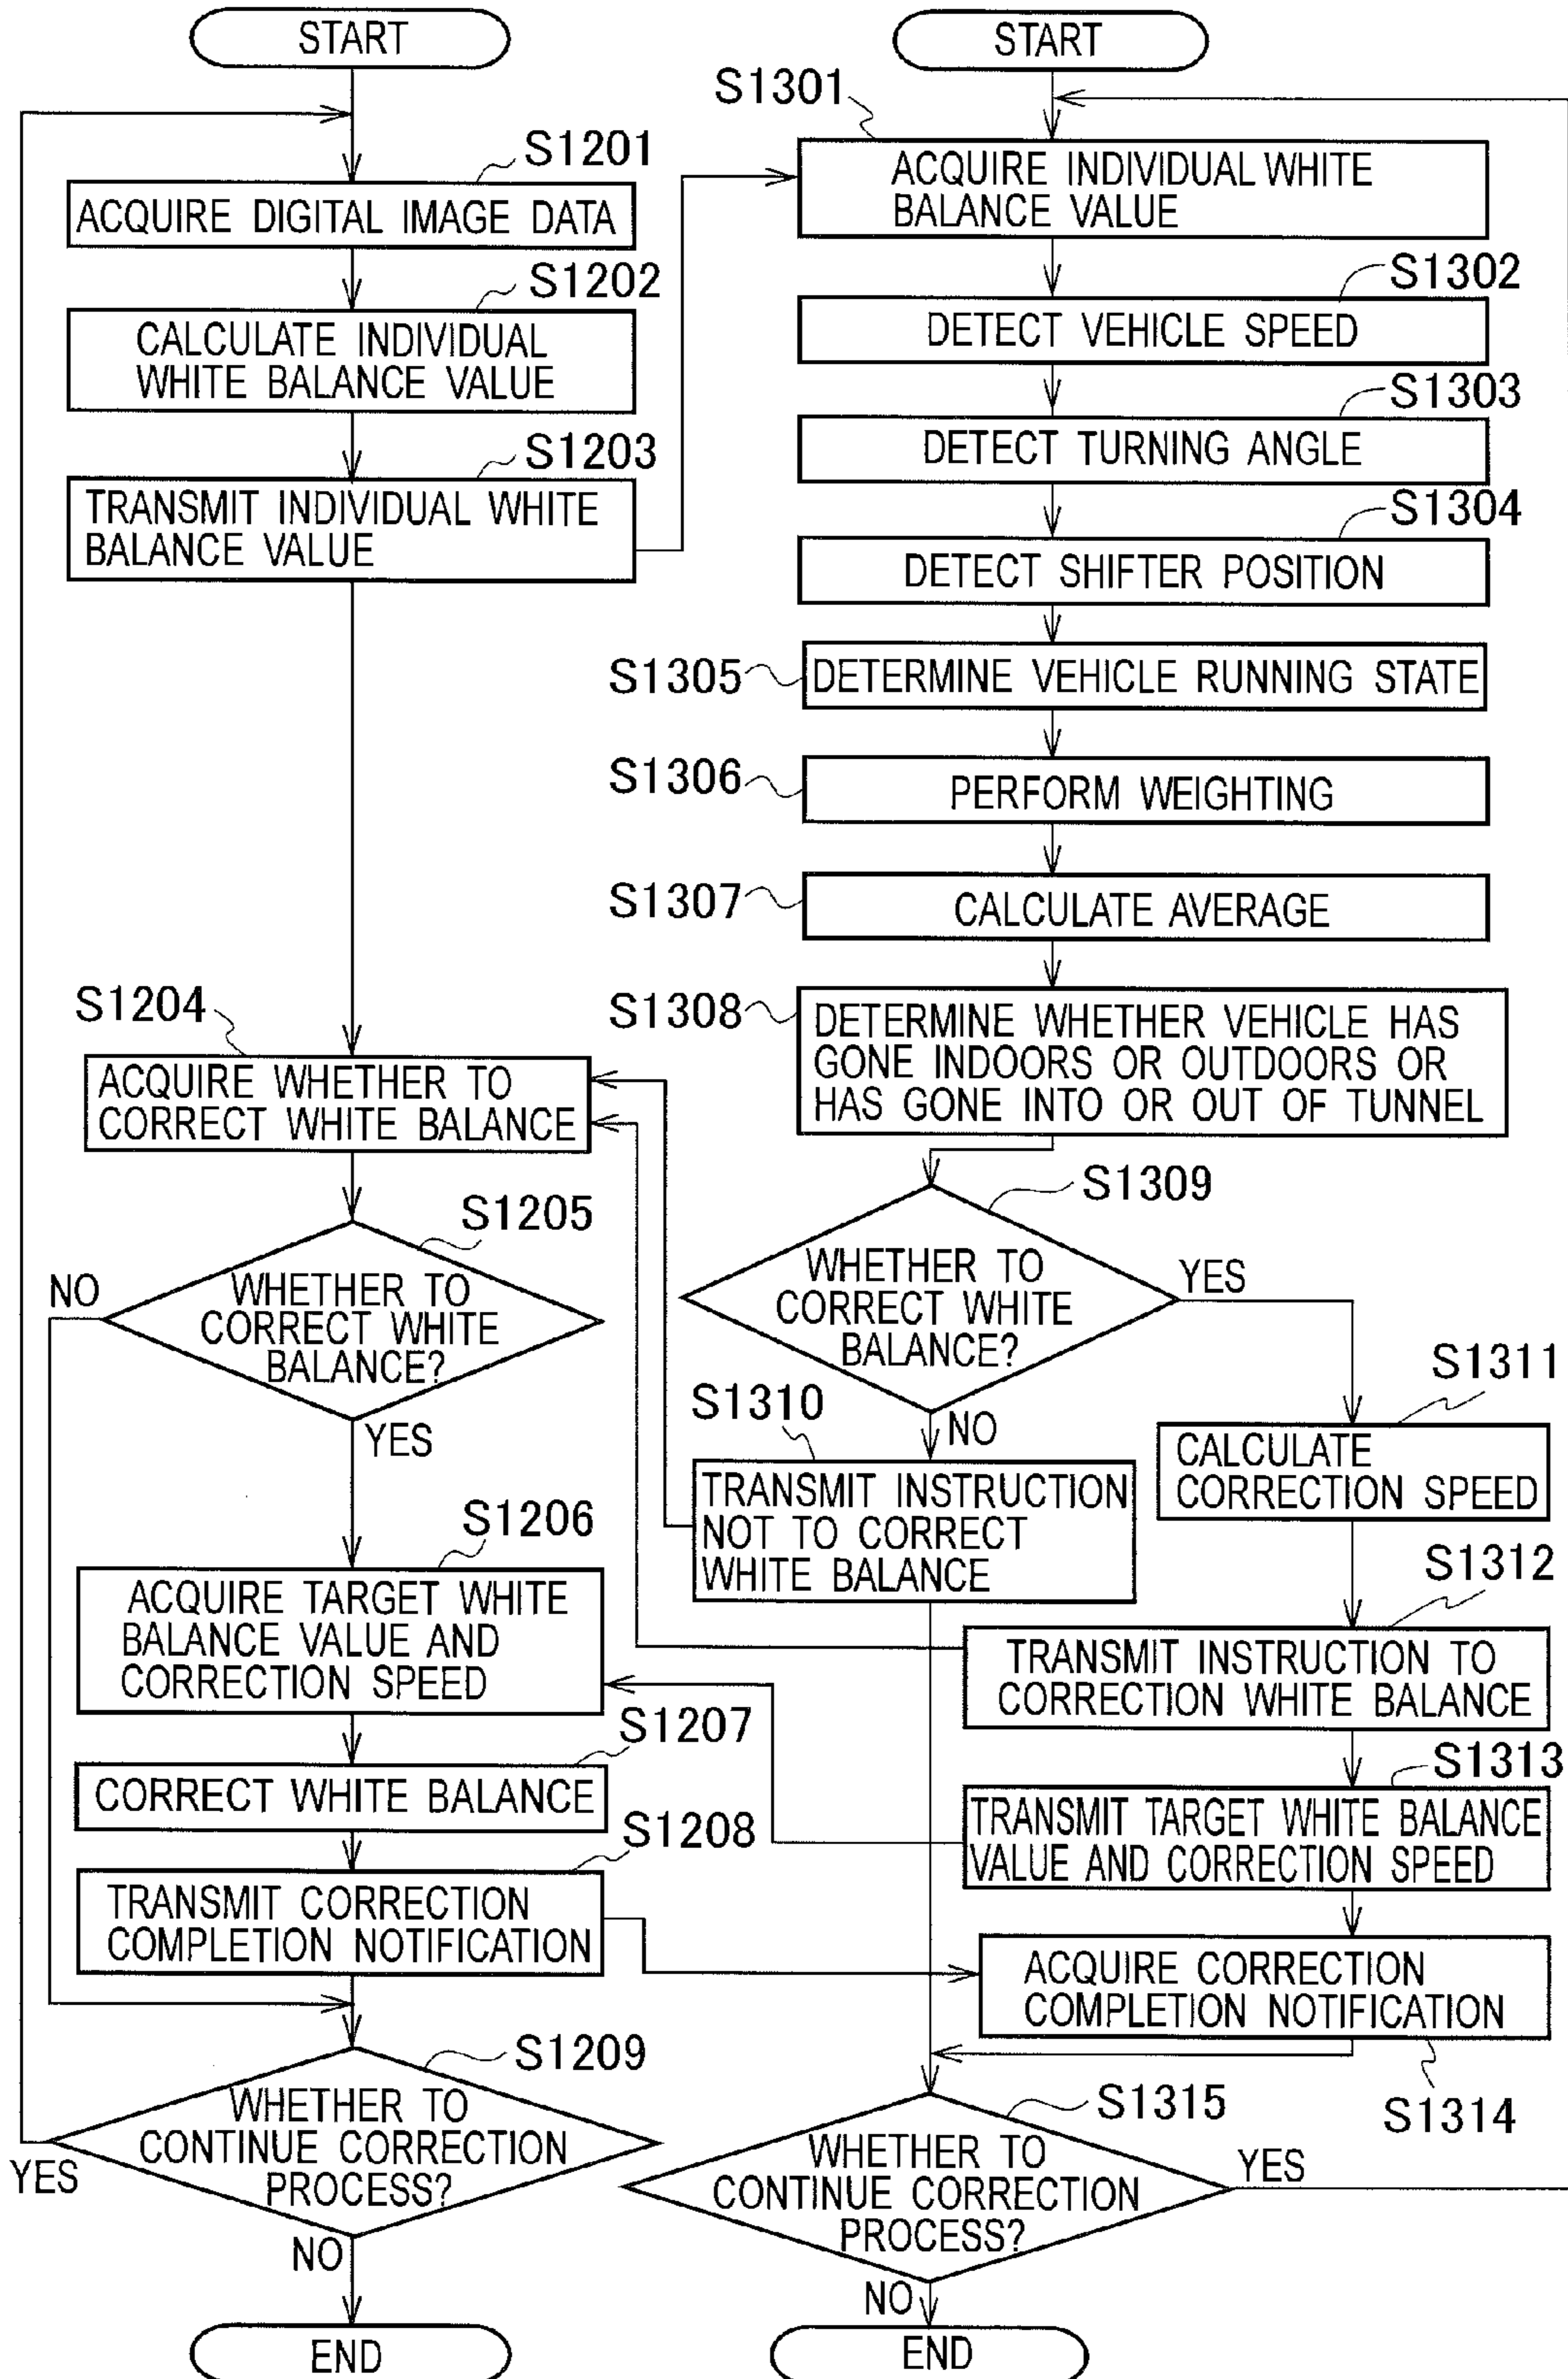 START
S1201
ACQUIRE DIGITAL IMAGE DATA
S1202
CALCULATE INDIVIDUAL
WHITE BALANCE VALUE
S1203
TRANSMIT INDIVIDUAL WHITE
BALANCE VALUE
S1204
ACQUIRE WHETHER TO
CORRECT WHITE BALANCE
S1205
WHETHER TO
CORRECT WHITE
BALANCE?
NO
YES
S1206
ACQUIRE TARGET WHITE
BALANCE VALUE AND
CORRECTION SPEED
S1207
CORRECT WHITE BALANCE
S1208
TRANSMIT CORRECTION
COMPLETION NOTIFICATION
S1209
WHETHER TO
CONTINUE CORRECTION
PROCESS?
YES
NO
END
START
S1301
ACQUIRE INDIVIDUAL WHITE
BALANCE VALUE
S1302
DETECT VEHICLE SPEED
S1303
DETECT TURNING ANGLE
S1304
DETECT SHIFTER POSITION
S1305
DETERMINE VEHICLE RUNNING STATE
S1306
PERFORM WEIGHTING
S1307
CALCULATE AVERAGE
S1308
DETERMINE WHETHER VEHICLE HAS
GONE INDOORS OR OUTDOORS OR
HAS GONE INTO OR OUT OF TUNNEL
S1309
WHETHER TO
CORRECT WHITE
BALANCE?
YES
NO
S1310
TRANSMIT INSTRUCTION
NOT TO CORRECT
WHITE BALANCE
S1311
CALCULATE
CORRECTION SPEED
S1312
TRANSMIT INSTRUCTION TO
CORRECTION WHITE BALANCE
S1313
TRANSMIT TARGET WHITE BALANCE
VALUE AND CORRECTION SPEED
ACQUIRE CORRECTION
COMPLETION NOTIFICATION
S1314
S1315
WHETHER TO
CONTINUE CORRECTION
PROCESS?
YES
NO
END